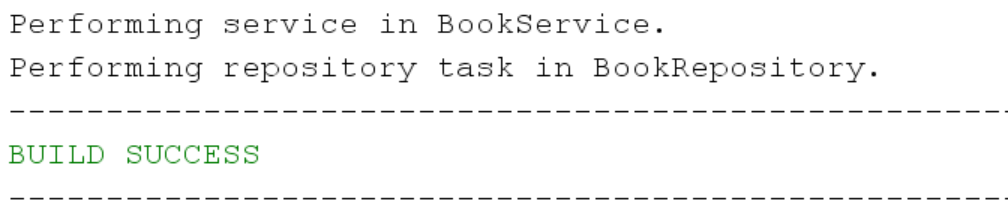 Performing service in BookService.
Performing repository task in BookRepository.
---------------------------------------------------
BUILD SUCCESS
---------------------------------------------------